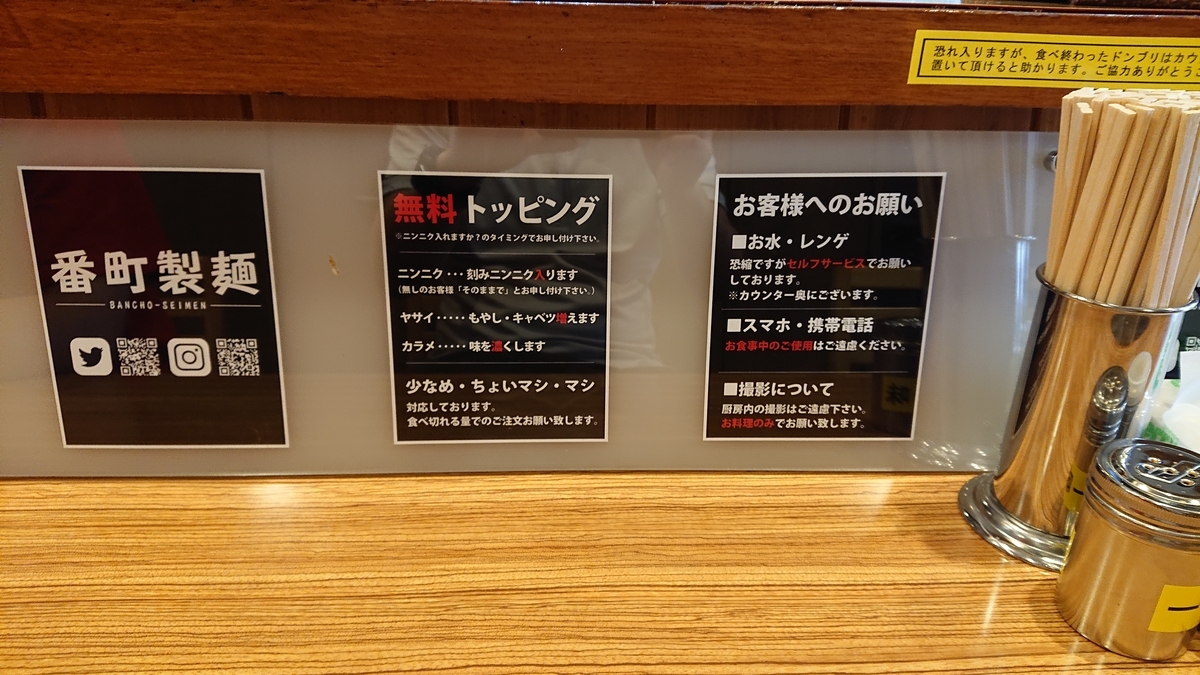 恐れ入りますが、食べ終わったドンブリはカウ
置いて頂けると助かります。ご協力ありがとう
番町製麺
BANCHO-SEIMEN
無料トッピング
※ニンニク入れますか?のタイミングでお申し付け下さい。
ニンニク・・・刻みニンニク入ります
(無しのお客様「そのままで」とお申し付け下さい。)
ヤサイ・・・・・もやし・キャベツ増えます
カラメ・・・・・味を濃くします
少なめ・ちょいマシ・マシ
対応しております。
食べ切れる量でのご注文お願い致します。
お客様へのお願い
■お水・レンゲ
恐縮ですがセルフサービスでお願い
しております。
※カウンター奥にございます。
■スマホ・携帯電話
お食事中のご使用はご遠慮ください。
■撮影について
厨房内の撮影はご遠慮下さい。
お料理のみでお願い致します。